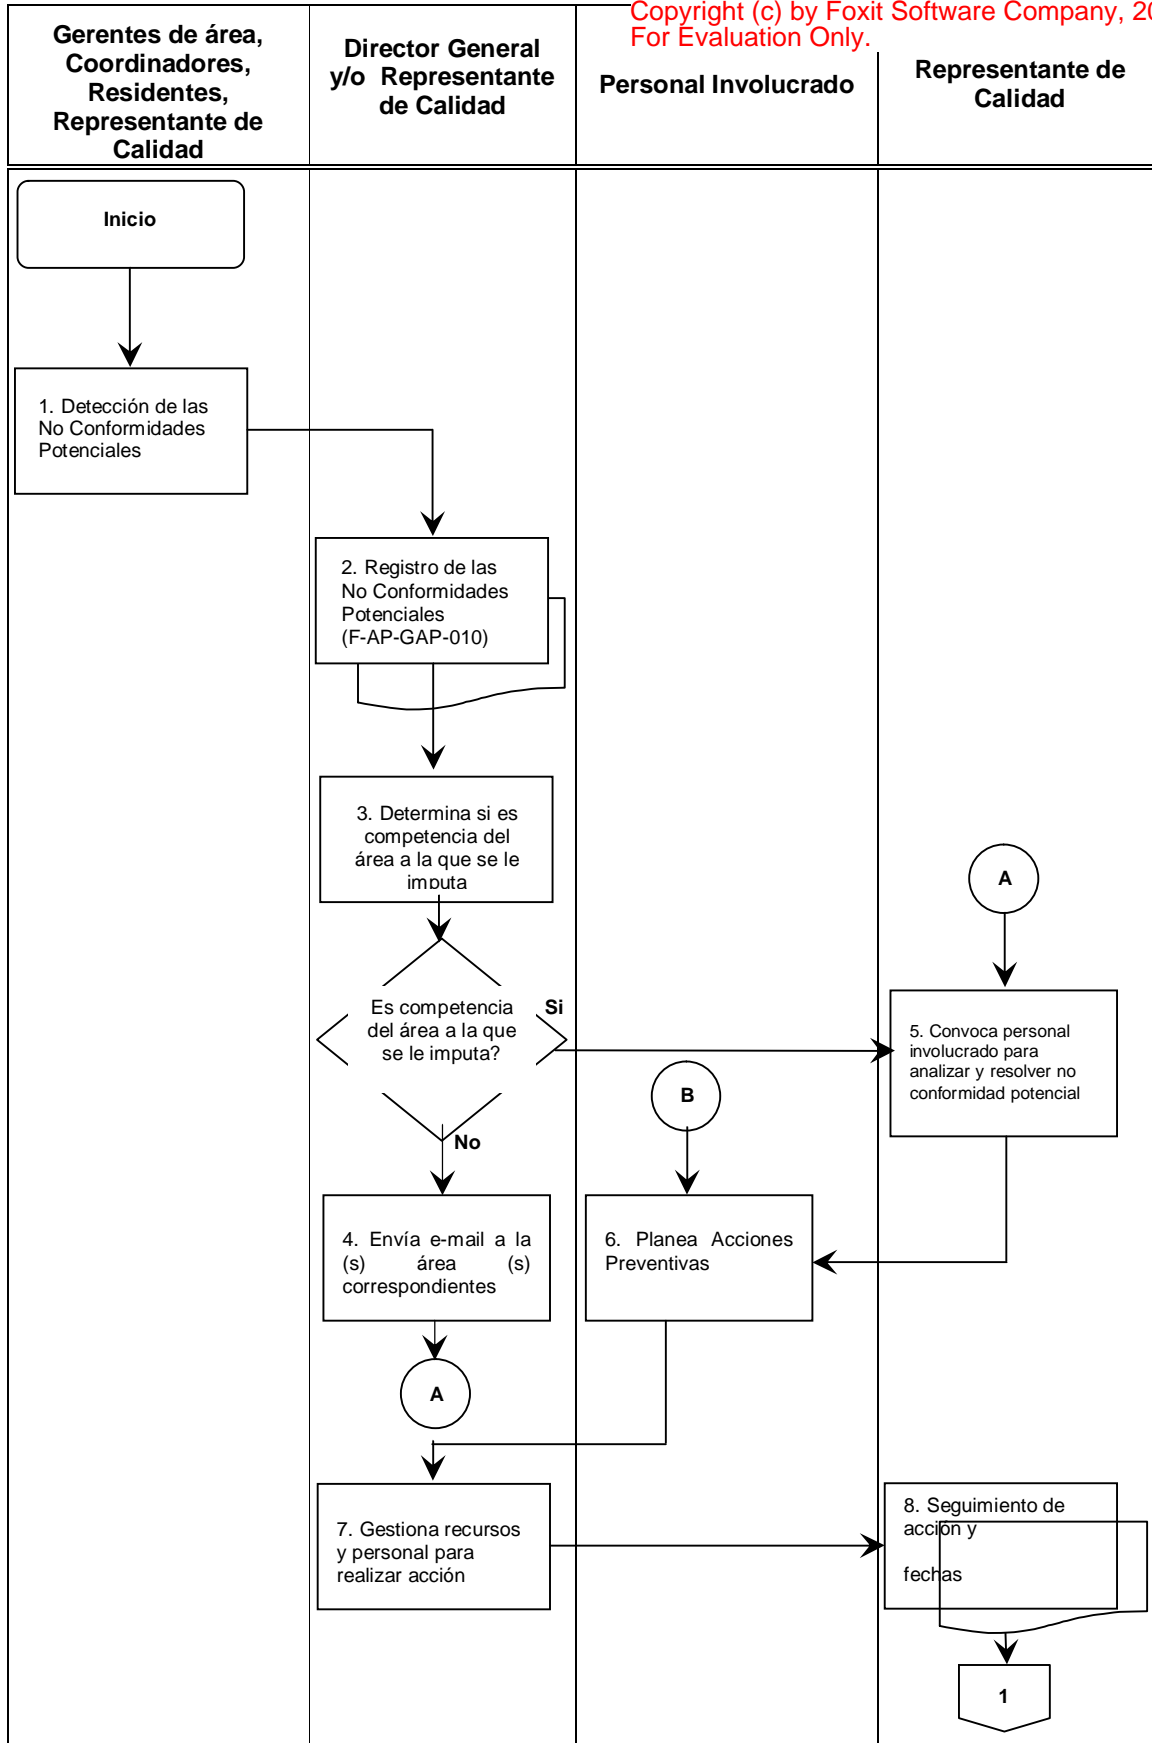 Copyright (c) by Foxit Software Company, 20
For Evaluation Only.
Gerentes de área,
Coordinadores,
Residentes,
Representante de
Calidad
Director General
y/o Representante
de Calidad
Personal Involucrado
Representante de
Calidad
Inicio
1. Detección de las
No Conformidades
Potenciales
2. Registro de las
No Conformidades
Potenciales
(F-AP-GAP-010)
3. Determina si es
competencia del
área a la que se le
imputa
A
Es competencia
del área a la que
se le imputa?
Si
No
5. Convoca personal
involucrado para
analizar y resolver no
conformidad potencial
B
4. Envía e-mail a la
(s) área (s)
correspondientes
6. Planea Acciones
Preventivas
A
7. Gestiona recursos
y personal para
realizar acción
8. Seguimiento de
acción y
fechas
1